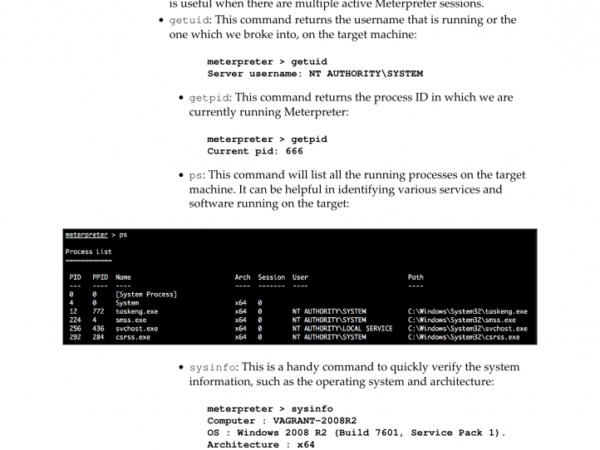 is useful when there are multiple active Meterpreter sessions.
• getuid: This command returns the username that is running or the
one which we broke into, on the target machine:
meterpreter > getuid
Server username: NT AUTHORITY\SYSTEM
• getpid: This command returns the process ID in which we are
currently running Meterpreter:
meterpreter > getpid
Current pid: 666
• ps: This command will list all the running processes on the target
machine. It can be helpful in identifying various services and
software running on the target:
meterpreter > ps
Process List
============
PID PPID Name Arch Session User Path
--- ---- ---- ---- ------- ---- ----
0 0 [System Process]
4 0 System x64 0
12 772 taskeng.exe x64 0 NT AUTHORITY\SYSTEM C:\Windows\System32\taskeng.exe
224 4 smss.exe x64 0 NT AUTHORITY\SYSTEM C:\Windows\System32\smss.exe
256 436 svchost.exe x64 0 NT AUTHORITY\LOCAL SERVICE C:\Windows\System32\svchost.exe
292 284 csrss.exe x64 0 NT AUTHORITY\SYSTEM C:\Windows\System32\csrss.exe
• sysinfo: This is a handy command to quickly verify the system
information, such as the operating system and architecture:
meterpreter > sysinfo
Computer : VAGRANT-2008R2
OS : Windows 2008 R2 (Build 7601, Service Pack 1).
Architecture : x64